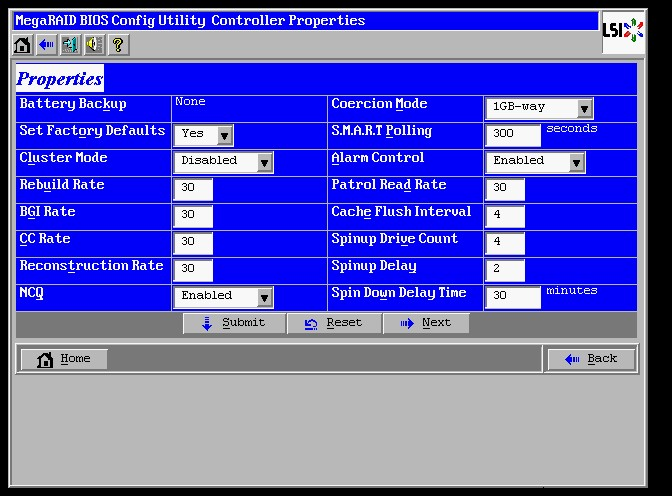 MegaRAID BIOS Config Utility Controller Properties
LSI
?
Properties
Battery Backup None Coercion Mode 1GB-way
Set Factory Defaults Yes S.M.A.R.T Polling 300 seconds
Cluster Mode Disabled Alarm Control Enabled
Rebuild Rate 30 Patrol Read Rate 30
BGI Rate 30 Cache Flush Interval 4
CC Rate 30 Spinup Drive Count 4
Reconstruction Rate 30 Spinup Delay 2
NCQ Enabled Spin Down Delay Time 30 minutes
Submit Reset Next
Home Back